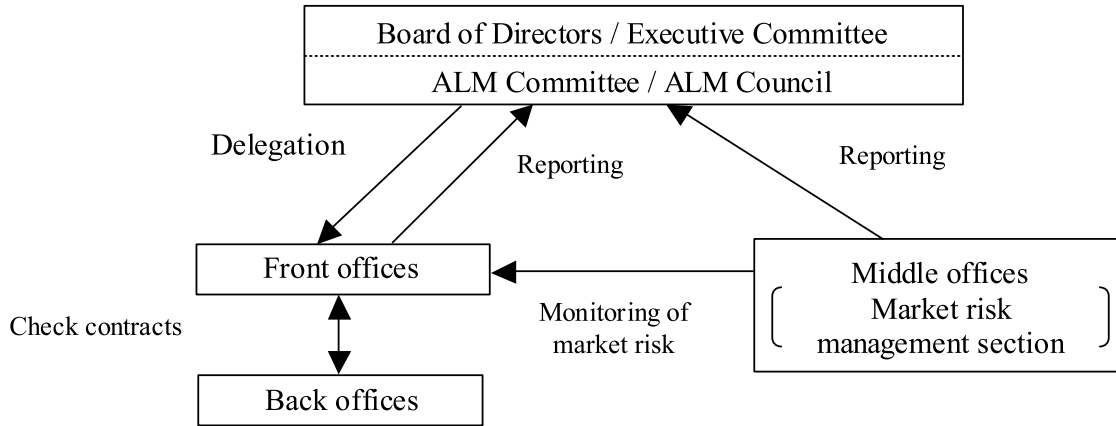 Board of Directors / Executive Committee
ALM Committee / ALM Council
Delegation
Reporting
Reporting
Front offices
Middle offices
Market risk
management section
Check contracts
Monitoring of
market risk
Back offices